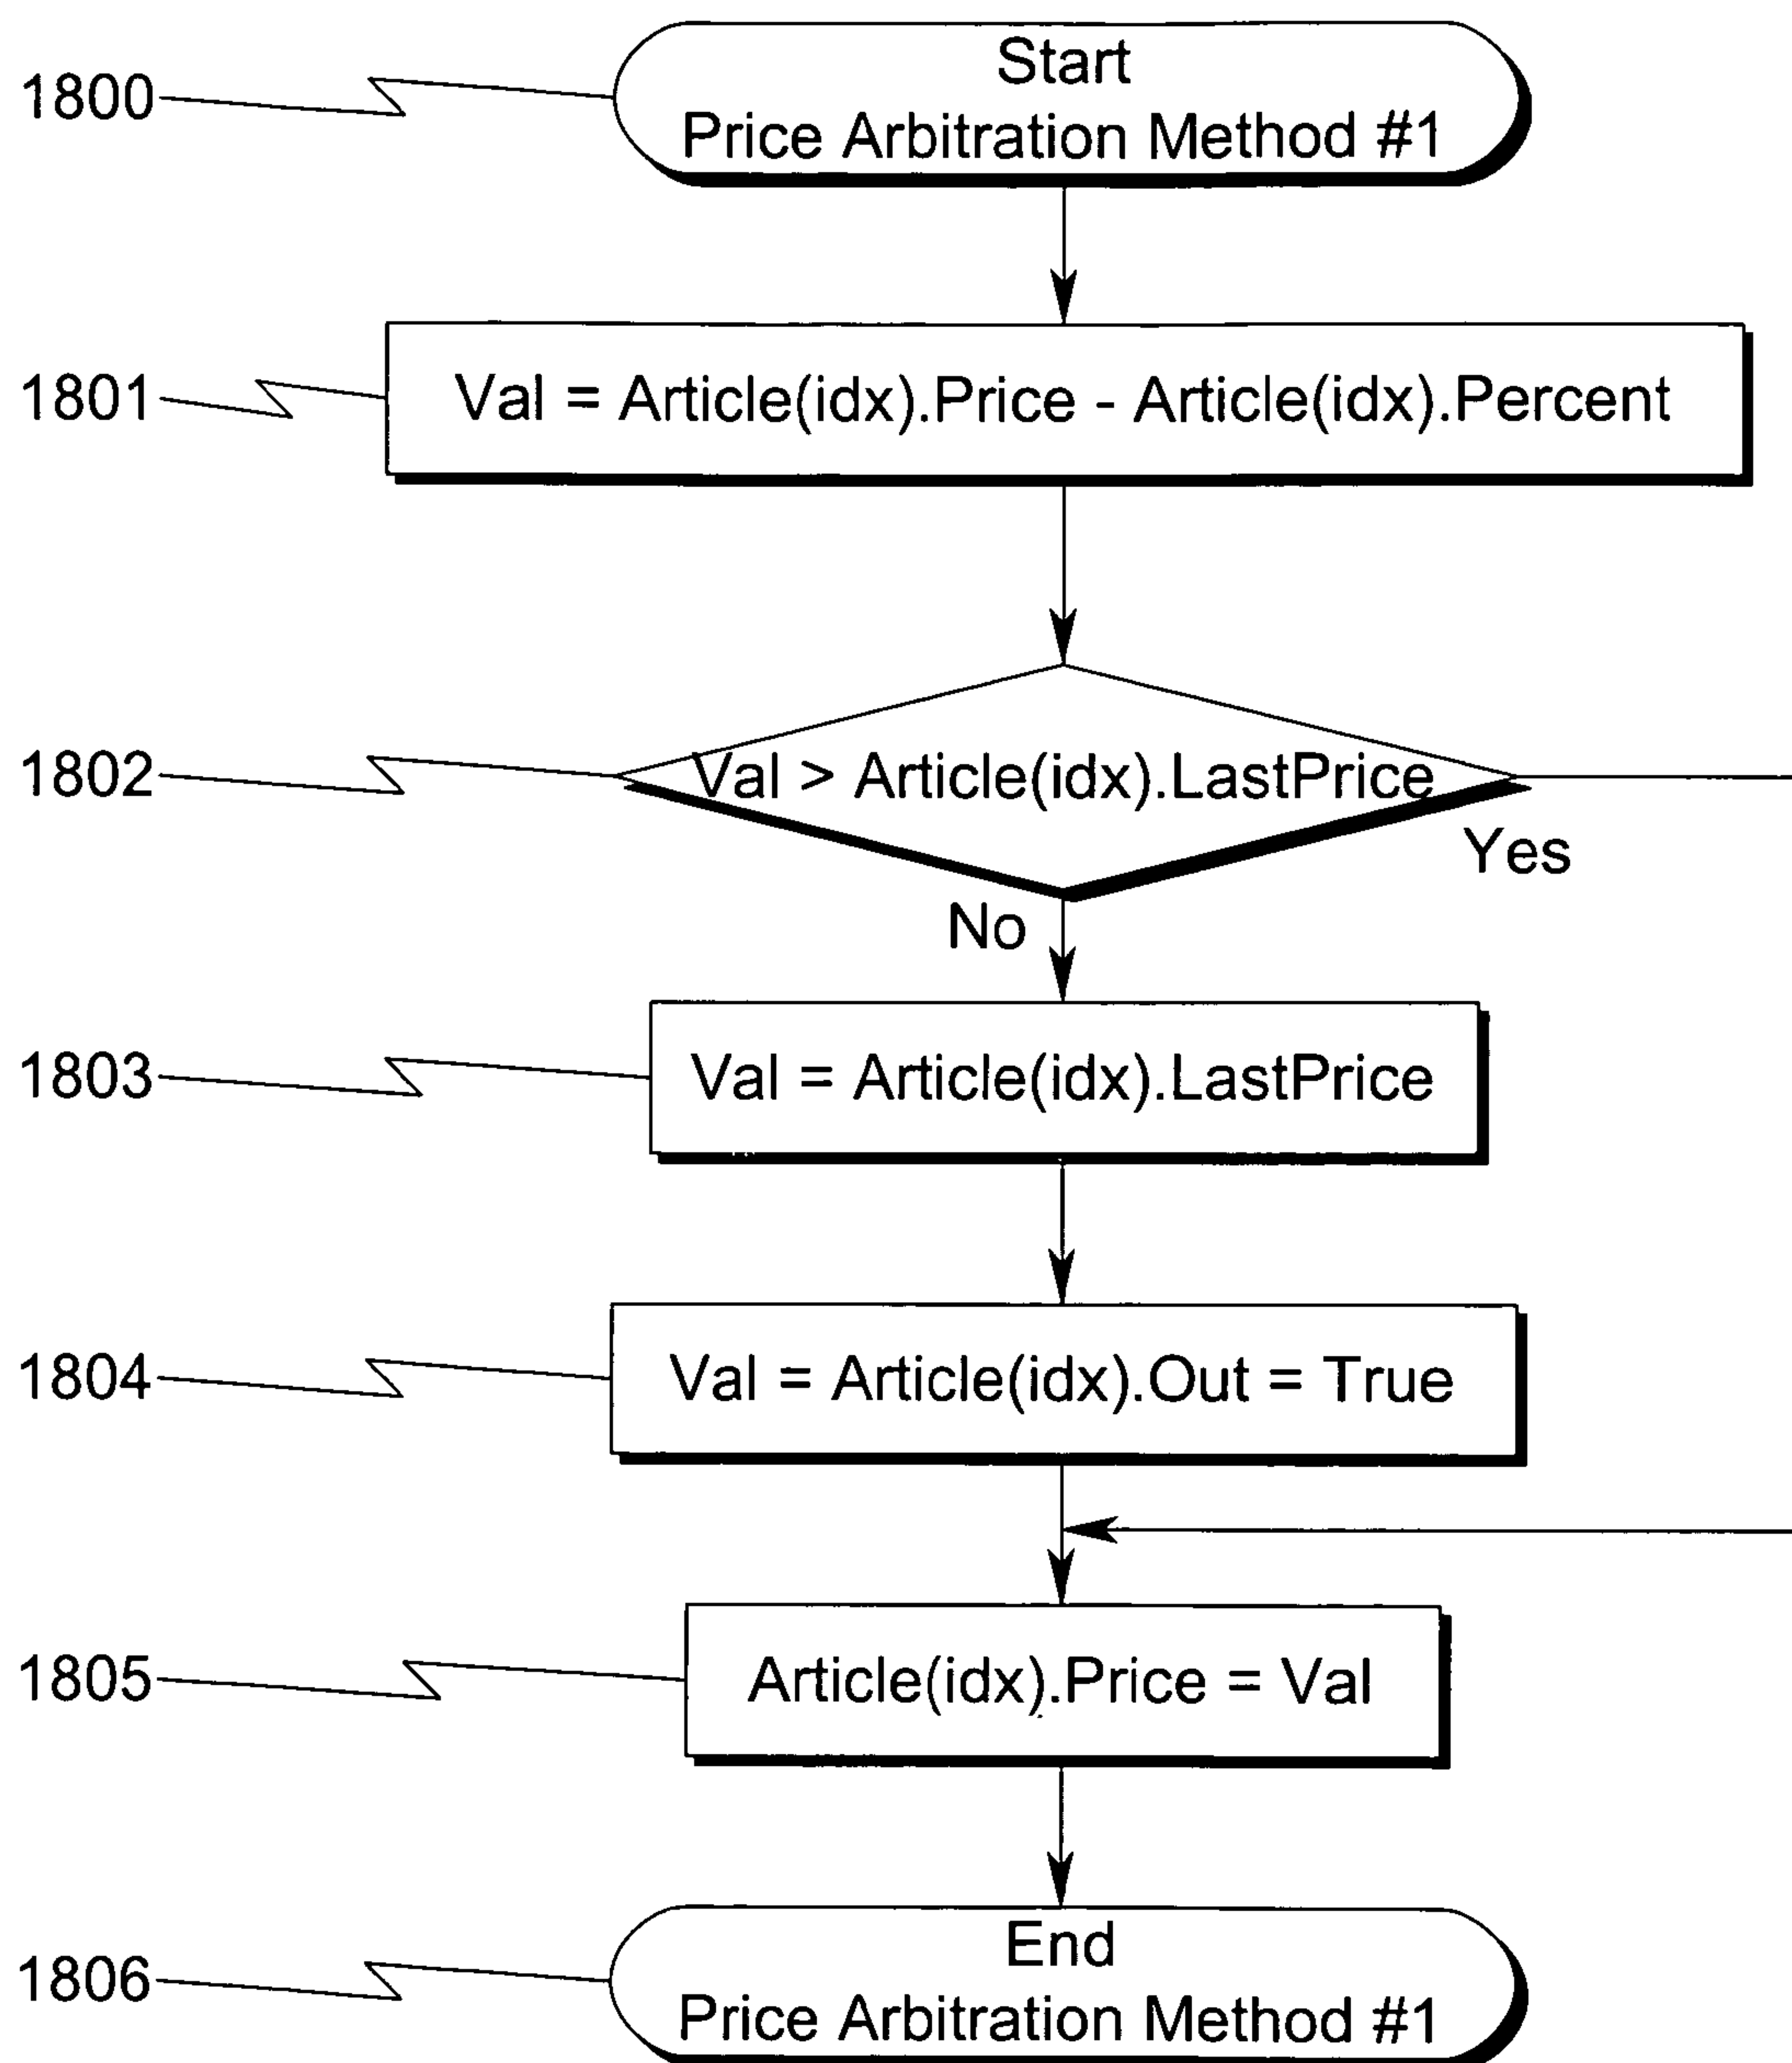 1800
Start
Price Arbitration Method #1
1801
Val = Article(idx).Price - Article(idx).Percent
1802
Val > Article(idx).LastPrice
Yes
No
1803
Val = Article(idx).LastPrice
1804
Val = Article(idx).Out = True
1805
Article(idx).Price = Val
1806
End
Price Arbitration Method #1